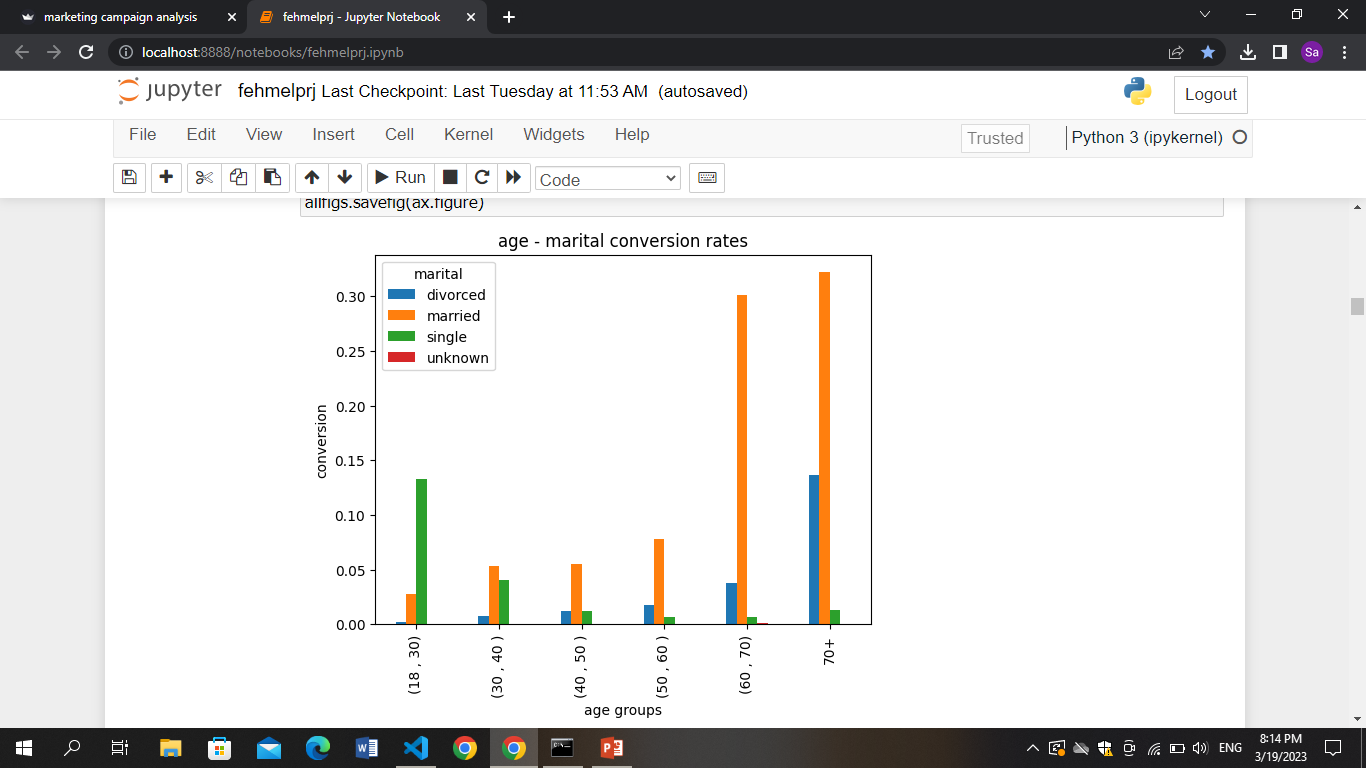 marketing campaign analysis
fehmelprj - Jupyter Notebook
localhost:8888/notebooks/fehmelprj.ipynb
Sa
jupyter fehmelprj Last Checkpoint: Last Tuesday at 11:53 AM (autosaved)
Logout
File Edit View Insert Cell Kernel Widgets Help
Trusted
Python 3 (ipykernel)
Run
Code
allfigs.savefig(ax.figure)
age - marital conversion rates
marital
divorced
married
single
unknown
0.30
0.25
0.20
0.15
0.10
0.05
0.00
conversion
(18 , 30)
(30 , 40 )
(40 , 50 )
(50 , 60 )
(60 , 70)
70+
age groups
ENG
8:14 PM
3/19/2023